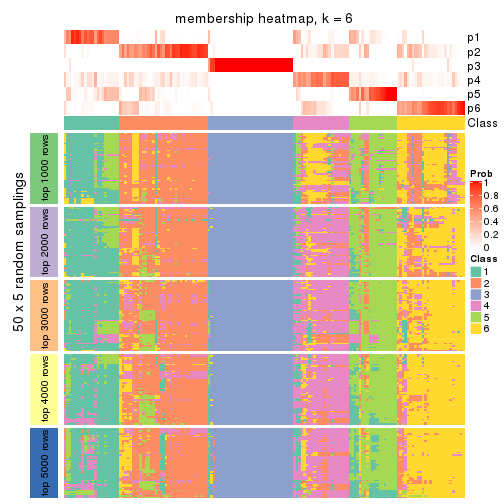 membership heatmap, k = 6
p1
p2
p3
p4
p5
p6
Class
50 x 5 random samplings
top 1000 rows
top 2000 rows
top 3000 rows
top 4000 rows
top 5000 rows
Prob
1
0.8
0.6
0.4
0.2
0
Class
1
2
3
4
5
6